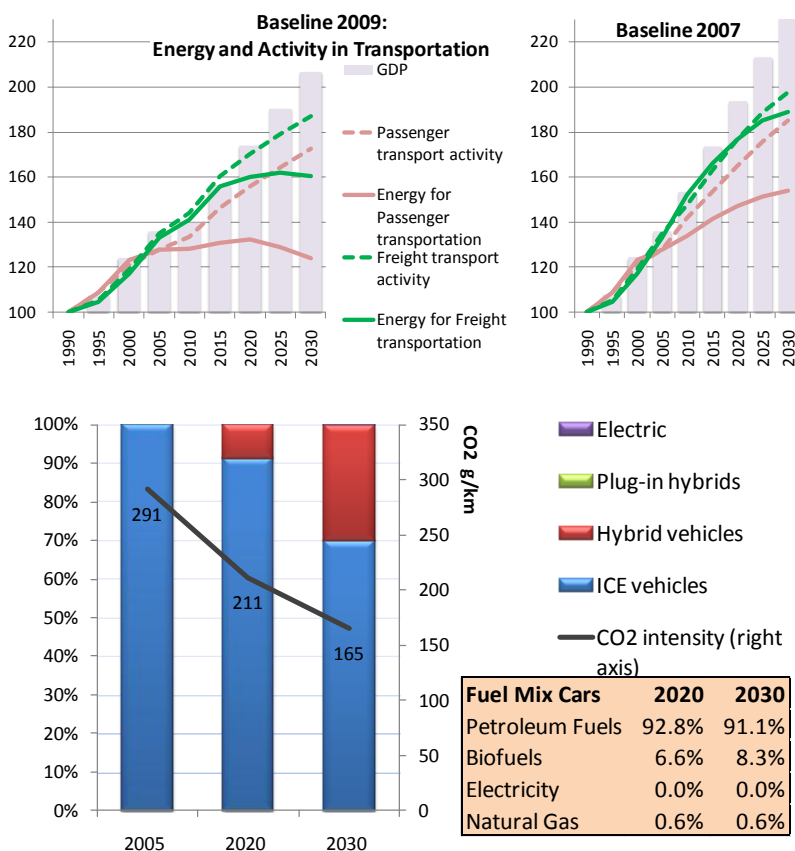 Baseline 2009:
Energy and Activity in Transportation
220
200
180
160
140
120
100
1990
1995
2000
2005
2010
2015
2020
2025
2030
GDP
Passenger
transport activity
Energy for
Passenger
transportation
Freight transport
activity
Energy for Freight
transportation
Baseline 2007
220
200
180
160
140
120
100
1990
1995
2000
2005
2010
2015
2020
2025
2030
100%
90%
80%
70%
60%
50%
40%
30%
20%
10%
0%
291
211
165
2005
2020
2030
350
300
250
200
150
100
50
0
CO2 g/km
Electric
Plug-in hybrids
Hybrid vehicles
ICE vehicles
CO2 intensity (right
axis)
Fuel Mix Cars 2020 2030
Petroleum Fuels 92.8% 91.1%
Biofuels 6.6% 8.3%
Electricity 0.0% 0.0%
Natural Gas 0.6% 0.6%